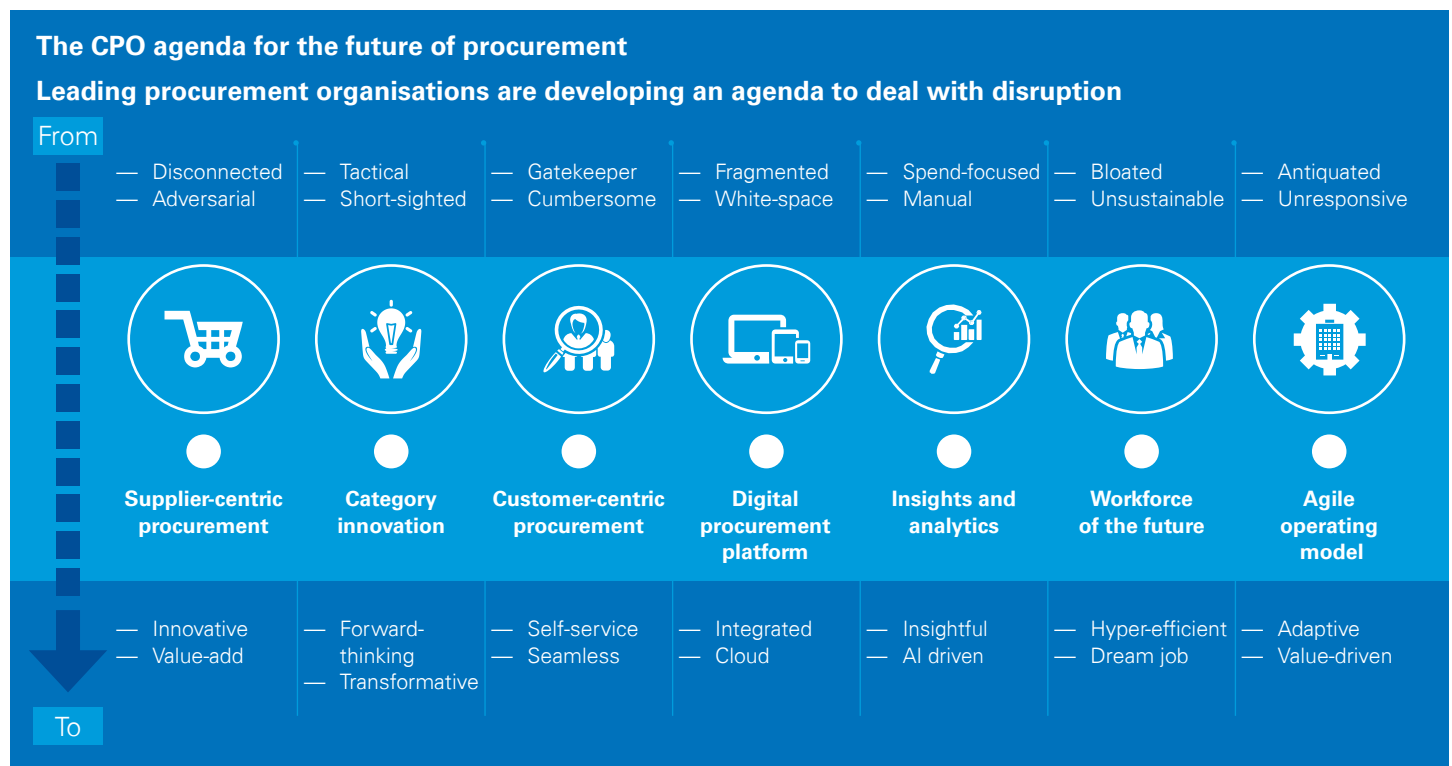 The CPO agenda for the future of procurement
Leading procurement organisations are developing an agenda to deal with disruption
From
— Disconnected
— Adversarial
— Tactical
— Short-sighted
— Gatekeeper
— Cumbersome
— Fragmented
— White-space
— Spend-focused
— Manual
— Bloated
— Unsustainable
— Antiquated
— Unresponsive
Supplier-centric
procurement
Category
innovation
Customer-centric
procurement
Digital
procurement
platform
Insights and
analytics
Workforce
of the future
Agile
operating
model
— Innovative
— Value-add
— Forward-
thinking
— Transformative
— Self-service
— Seamless
— Integrated
— Cloud
— Insightful
— AI driven
— Hyper-efficient
— Dream job
— Adaptive
— Value-driven
To